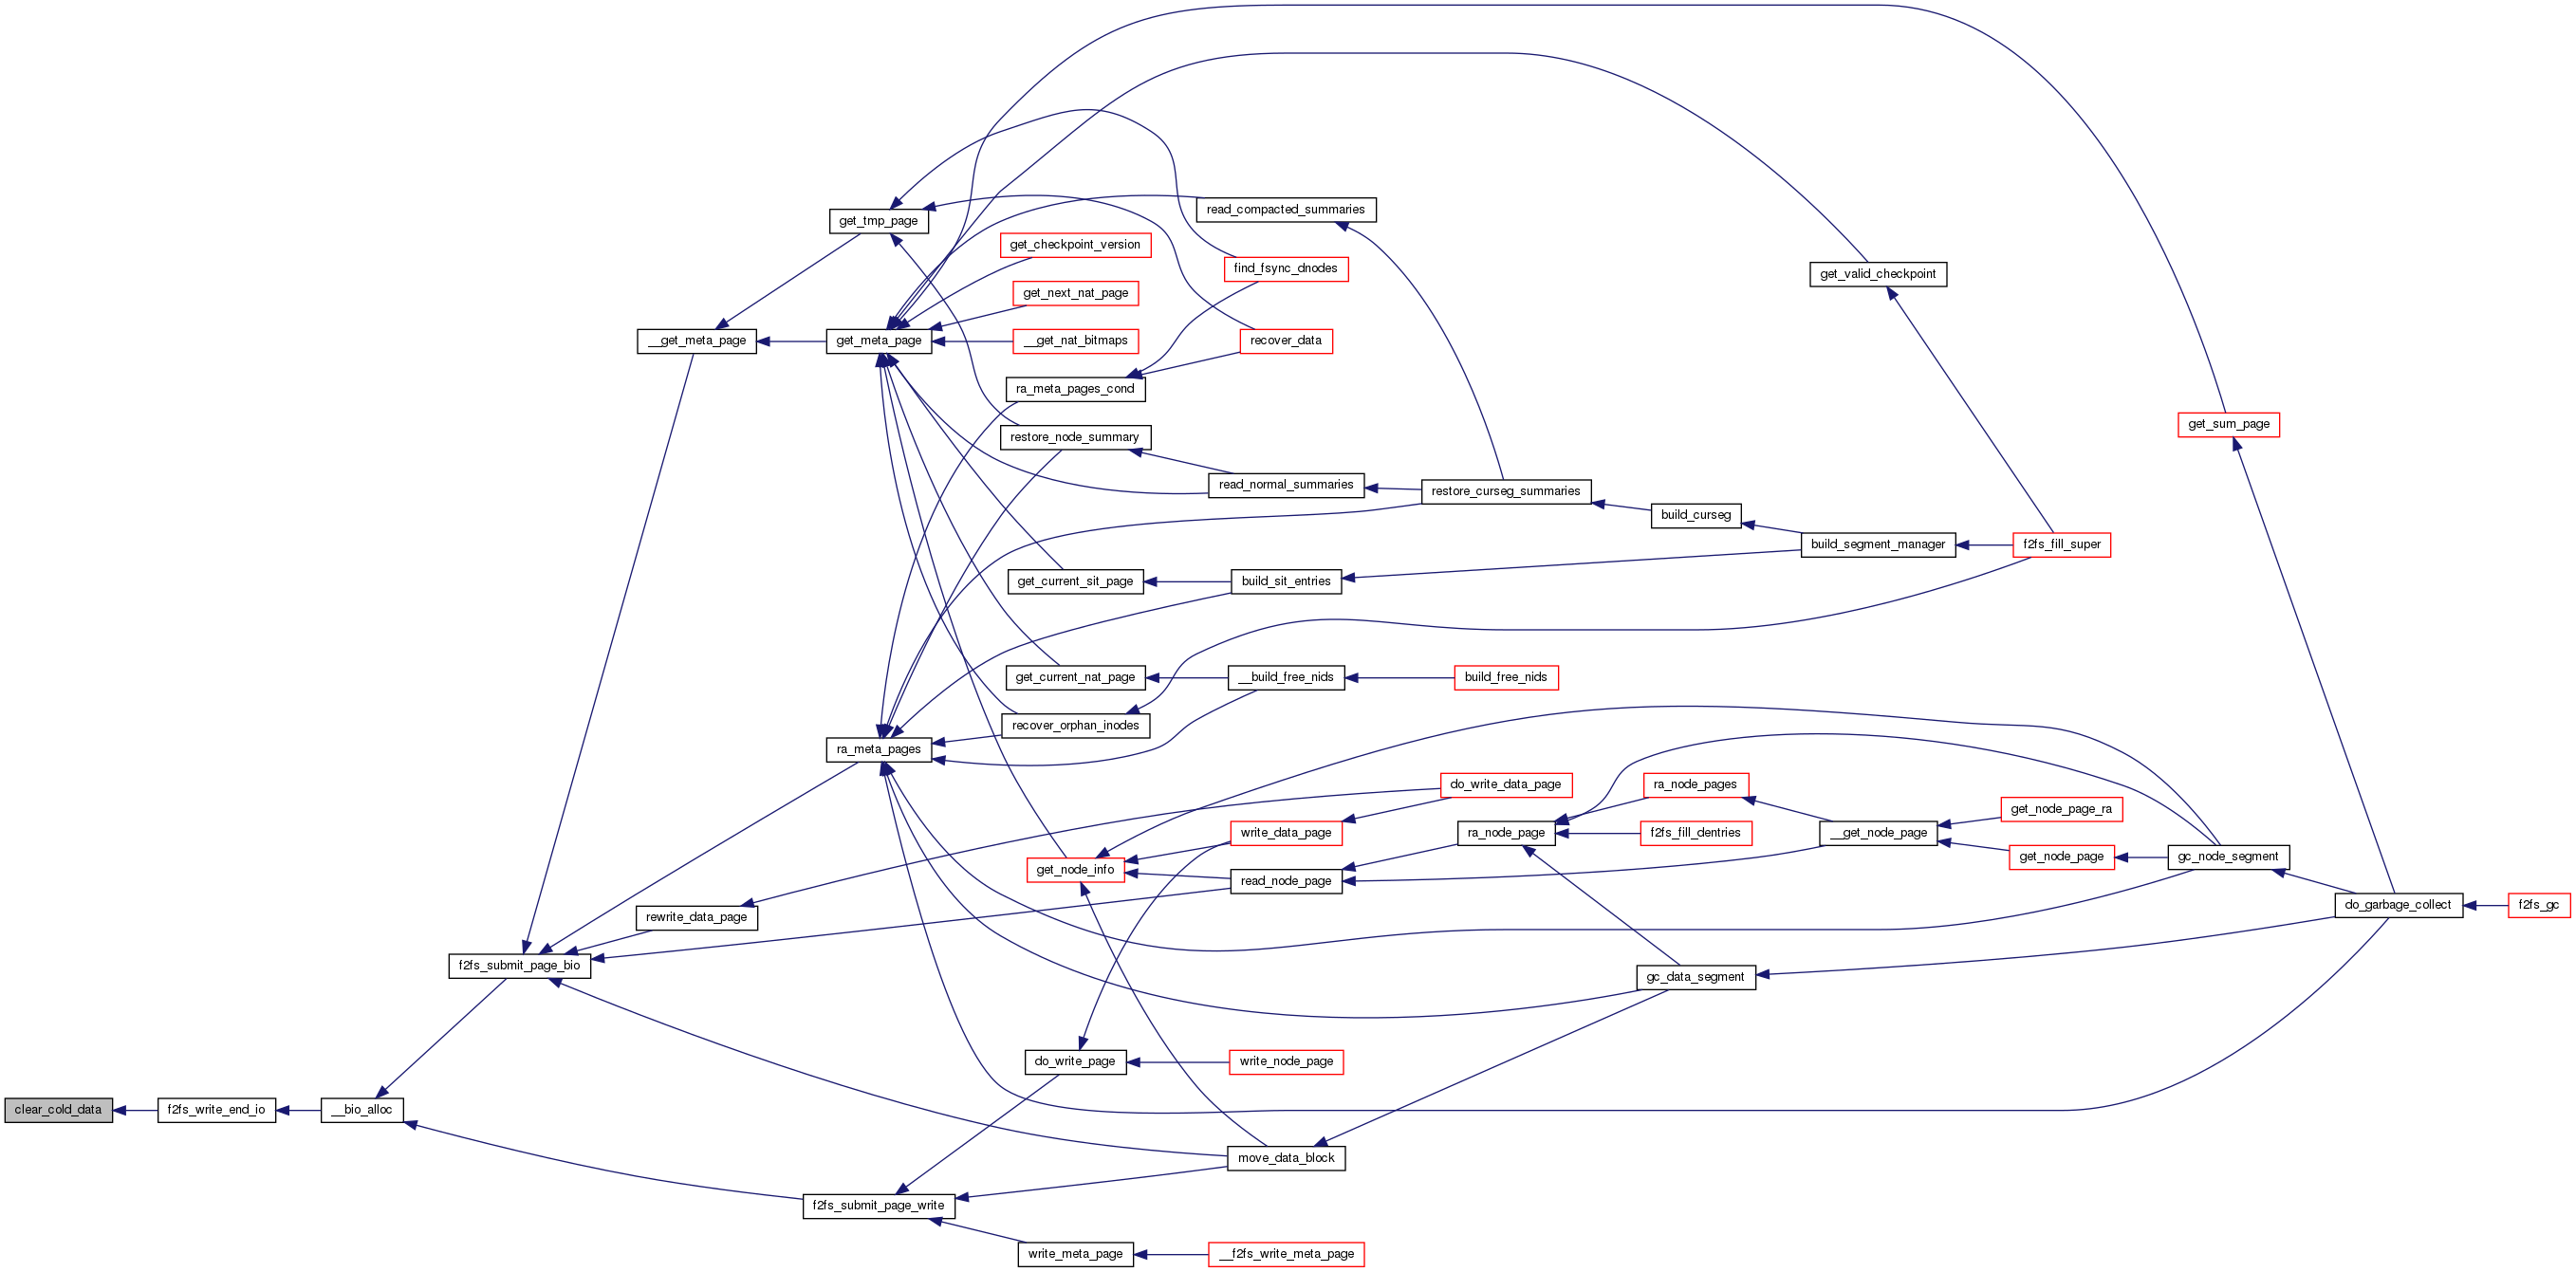 clear_cold_data
f2fs_write_end_io
__bio_alloc
f2fs_submit_page_bio
__get_meta_page
rewrite_data_page
get_tmp_page
get_meta_page
ra_meta_pages
f2fs_submit_page_write
get_checkpoint_version
get_next_nat_page
__get_nat_bitmaps
ra_meta_pages_cond
restore_node_summary
get_current_sit_page
get_current_nat_page
recover_orphan_inodes
get_node_info
do_write_page
write_meta_page
read_compacted_summaries
find_fsync_dnodes
recover_data
read_normal_summaries
build_sit_entries
__build_free_nids
write_data_page
read_node_page
write_node_page
move_data_block
__f2fs_write_meta_page
restore_curseg_summaries
build_free_nids
do_write_data_page
ra_node_page
build_curseg
ra_node_pages
f2fs_fill_dentries
gc_data_segment
get_valid_checkpoint
build_segment_manager
__get_node_page
f2fs_fill_super
get_node_page_ra
get_node_page
get_sum_page
gc_node_segment
do_garbage_collect
f2fs_gc